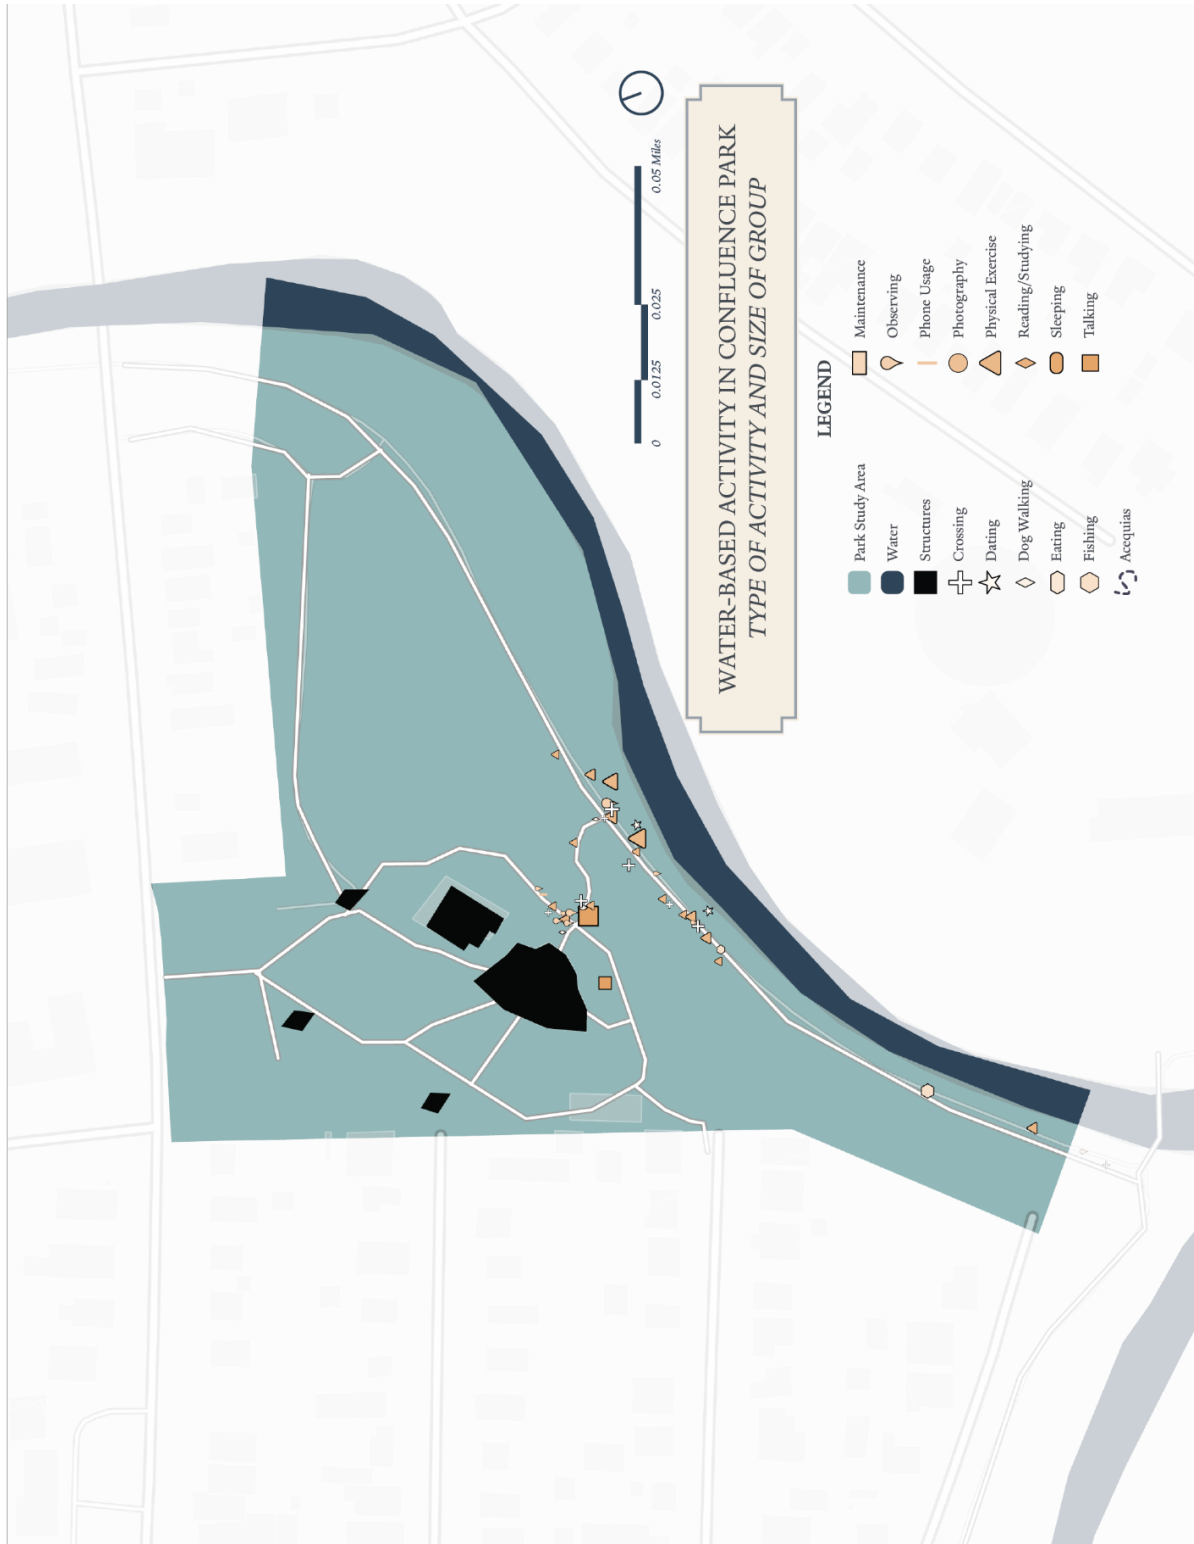 WATER-BASED ACTIVITY IN CONFLUENCE PARK
TYPE OF ACTIVITY AND SIZE OF GROUP
0
0.0125
0.025
0.05 Miles
LEGEND
Park Study Area
Water
Structures
Crossing
Dating
Dog Walking
Eating
Fishing
Acequias
Maintenance
Observing
Phone Usage
Photography
Physical Exercise
Reading/Studying
Sleeping
Talking